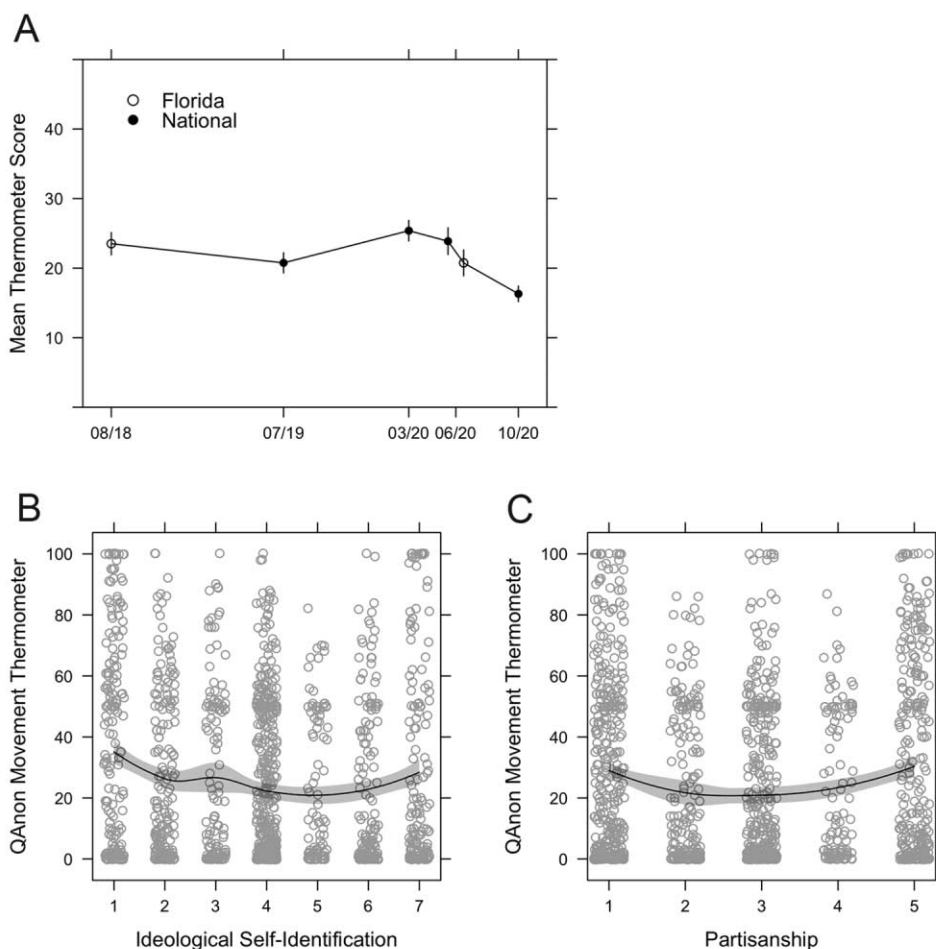 A
Mean Thermometer Score
Florida
National
40
30
20
10
08/18 07/19 03/20 06/20 10/20
B
QAnon Movement Thermometer
100
80
60
40
20
0
1 2 3 4 5 6 7
Ideological Self-Identification
C
QAnon Movement Thermometer
100
80
60
40
20
0
1 2 3 4 5
Partisanship